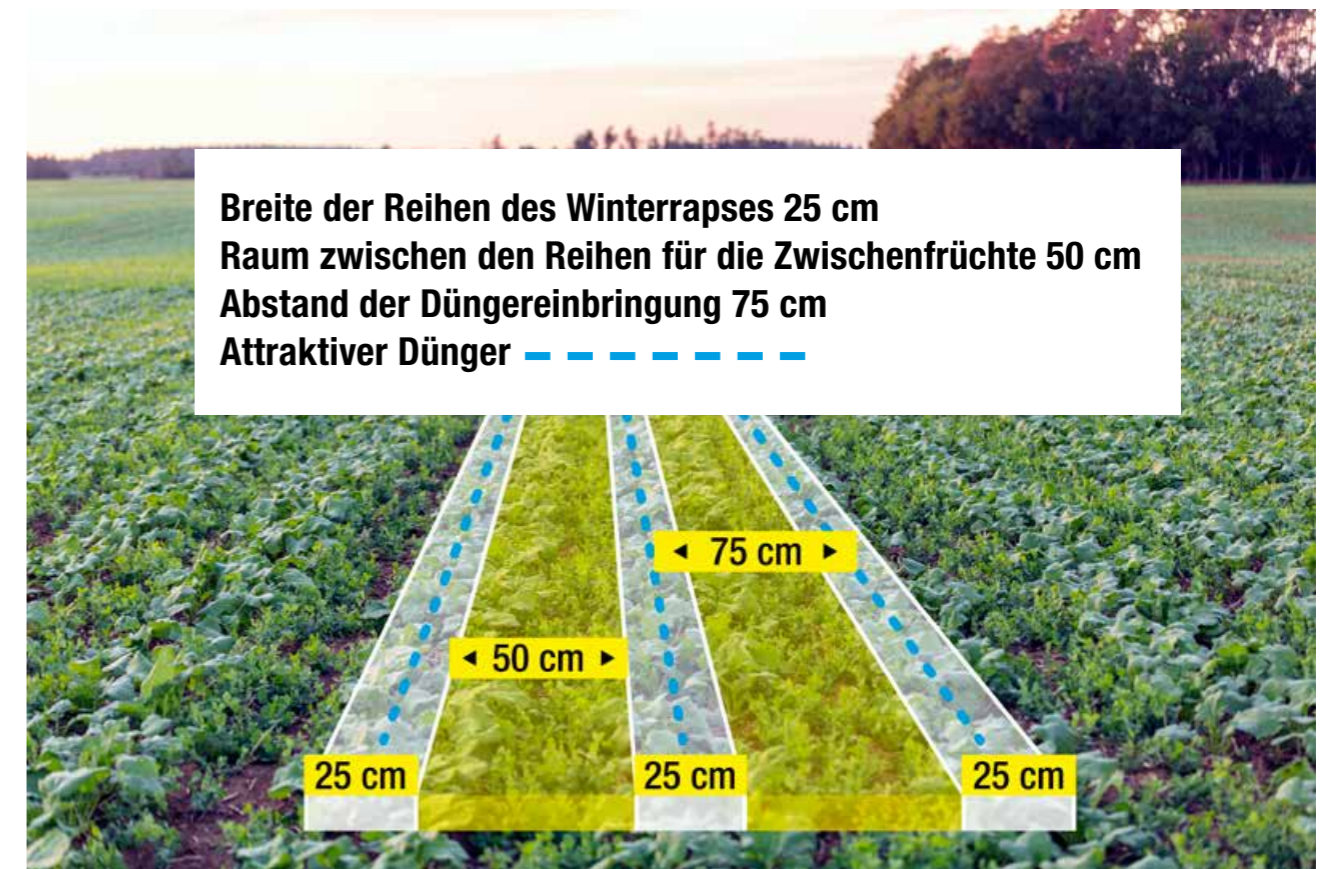 Breite der Reihen des Winterrapses 25 cm
Raum zwischen den Reihen für die Zwischenfrüchte 50 cm
Abstand der Düngereinbringung 75 cm
Attraktiver Dünger
75 cm
50 cm
25 cm 25 cm 25 cm